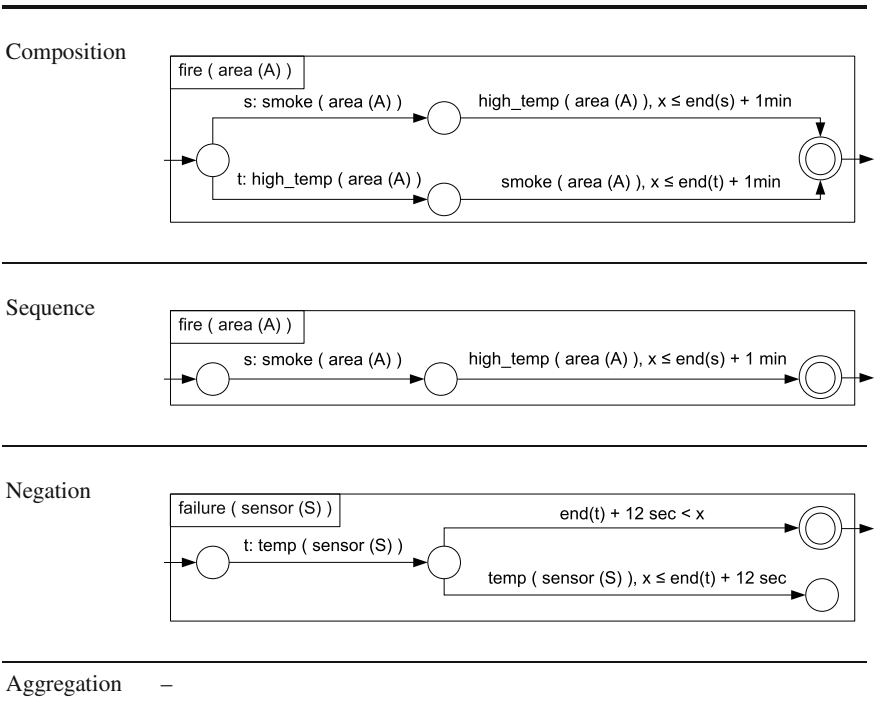 Composition
fire ( area (A) )
s: smoke ( area (A) )
high_temp ( area (A) ), x ≤ end(s) + 1min
t: high_temp ( area (A) )
smoke ( area (A) ), x ≤ end(t) + 1min
Sequence
fire ( area (A) )
s: smoke ( area (A) )
high_temp ( area (A) ), x ≤ end(s) + 1 min
Negation
failure ( sensor (S) )
end(t) + 12 sec < x
t: temp ( sensor (S) )
temp ( sensor (S) ), x ≤ end(t) + 12 sec
Aggregation –